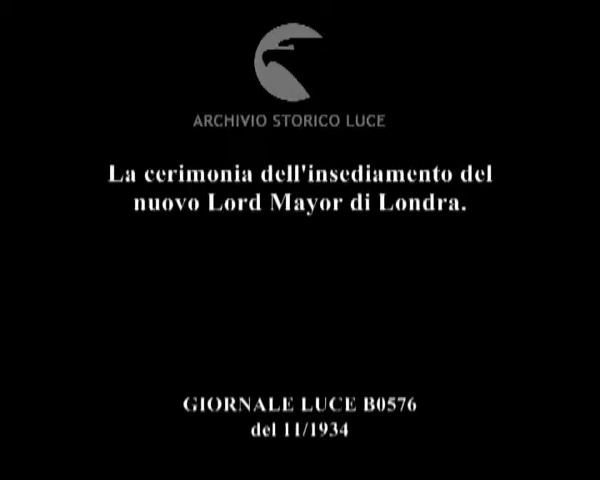 ARCHIVIO STORICO LUCE
La cerimonia dell'insediamento del
nuovo Lord Mayor di Londra.
GIORNALE LUCE B0576
del 11/1934